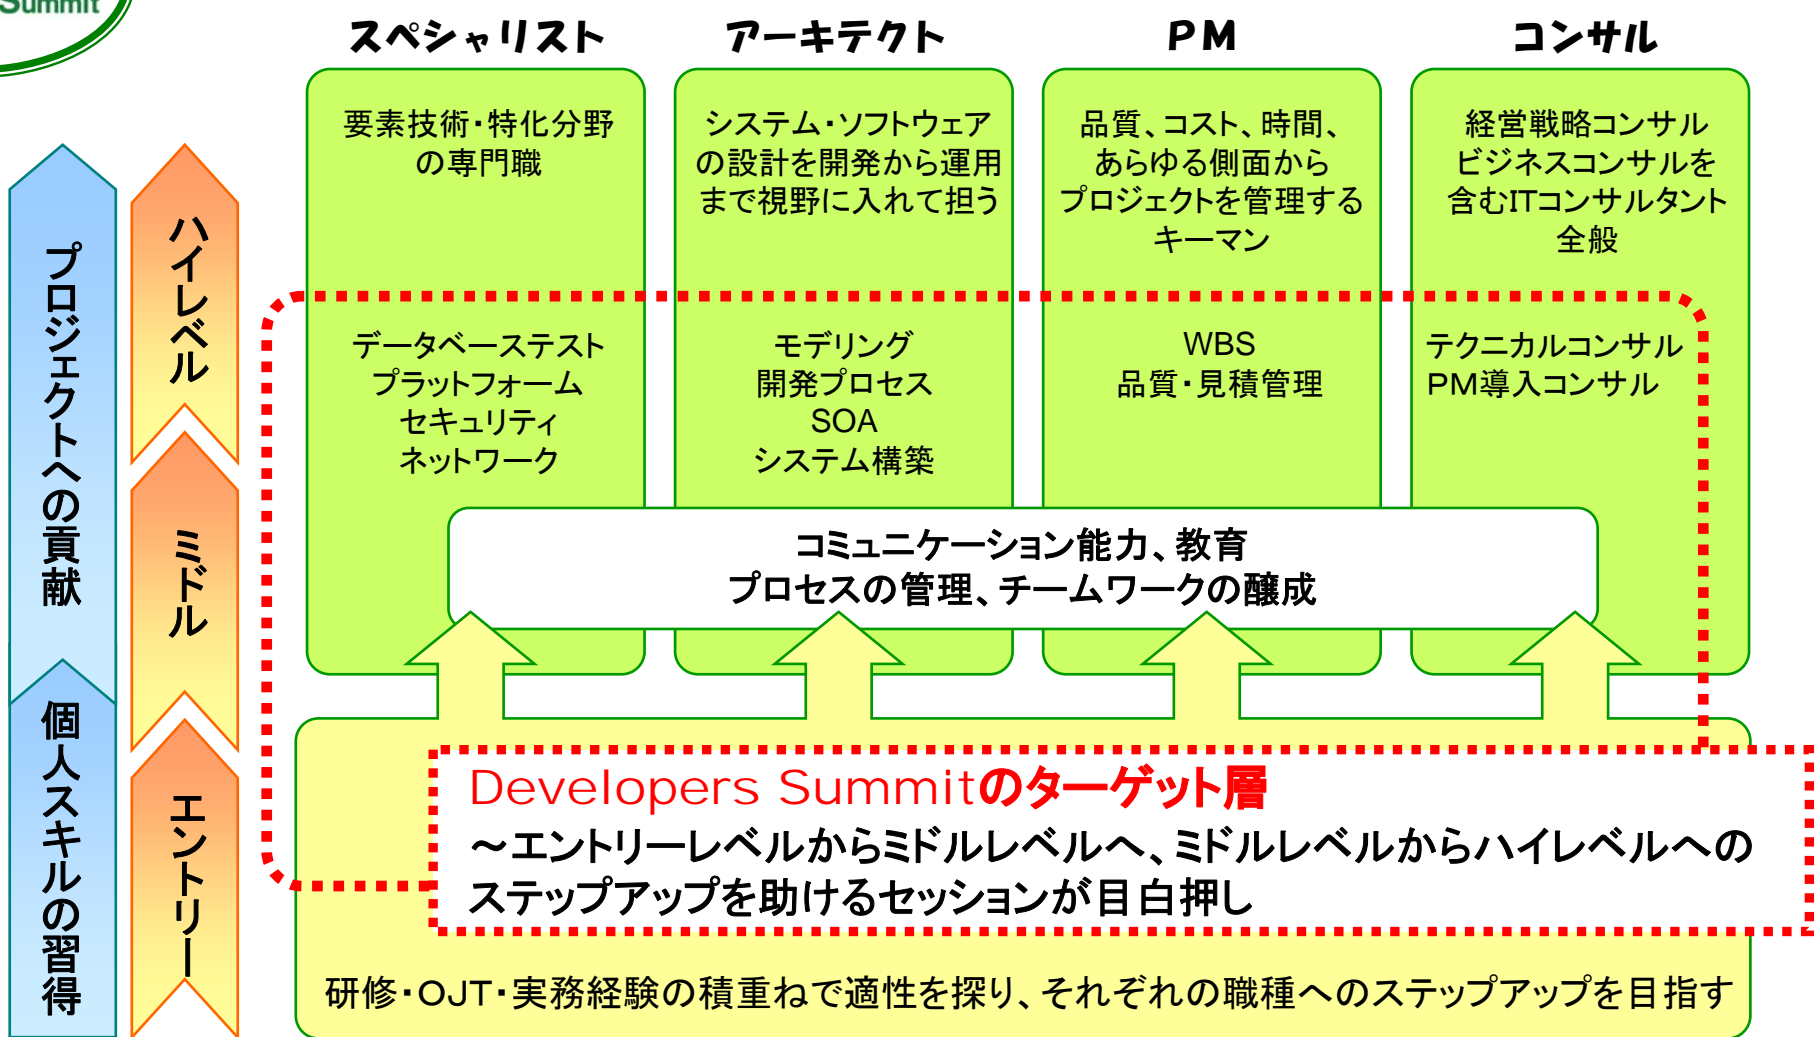 Summit
スペシャリスト
アーキテクト
PM
コンサル
要素技術・特化分野
の専門職
システム・ソフトウェア
の設計を開発から運用
まで視野に入れて担う
品質、コスト、時間、
あらゆる側面から
プロジェクトを管理する
キーマン
経営戦略コンサル
ビジネスコンサルを
含むITコンサルタント
全般
プロジェクトへの貢献
個人スキルの習得
ハイレベル
ミドル
エントリー
データベーステスト
プラットフォーム
セキュリティ
ネットワーク
モデリング
開発プロセス
SOA
システム構築
WBS
品質・見積管理
テクニカルコンサル
PM導入コンサル
コミュニケーション能力、教育
プロセスの管理、チームワークの醸成
Developers Summitのターゲット層
～エントリーレベルからミドルレベルへ、ミドルレベルからハイレベルへの
ステップアップを助けるセッションが目白押し
研修・OJT・実務経験の積重ねで適性を探り、それぞれの職種へのステップアップを目指す